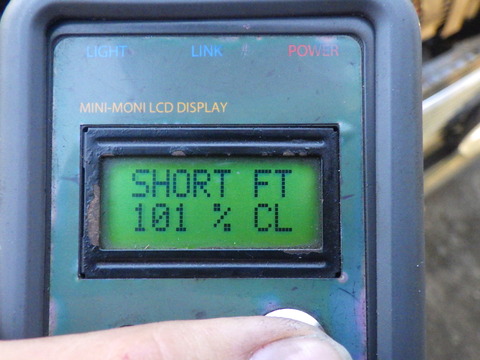 LIGHT LINK POWER
MINI-MONI LCD DISPLAY
SHORT FT
101 % CL